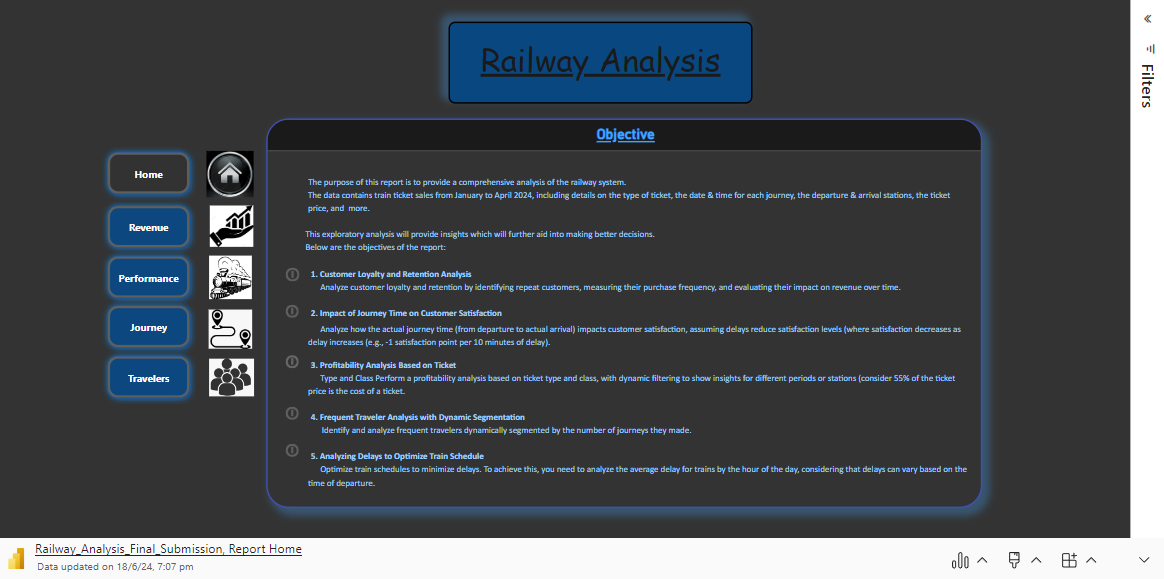 Railway Analysis
Filters
Objective
Home
Revenue
Performance
Journey
Travelers
The purpose of this report is to provide a comprehensive analysis of the railway system.
The data contains train ticket sales from January to April 2024, including details on the type of ticket, the date & time for each journey, the departure & arrival stations, the ticket
price, and more.
This exploratory analysis will provide insights which will further aid into making better decisions.
Below are the objectives of the report:
1. Customer Loyalty and Retention Analysis
Analyze customer loyalty and retention by identifying repeat customers, measuring their purchase frequency, and evaluating their impact on revenue over time.
2. Impact of Journey Time on Customer Satisfaction
Analyze how the actual journey time (from departure to actual arrival) impacts customer satisfaction, assuming delays reduce satisfaction levels (where satisfaction decreases as
delay increases (e.g., -1 satisfaction point per 10 minutes of delay).
3. Profitability Analysis Based on Ticket
Type and Class Perform a profitability analysis based on ticket type and class, with dynamic filtering to show insights for different periods or stations (consider 55% of the ticket
price is the cost of a ticket.
4. Frequent Traveler Analysis with Dynamic Segmentation
Identify and analyze frequent travelers dynamically segmented by the number of journeys they made.
5. Analyzing Delays to Optimize Train Schedule
Optimize train schedules to minimize delays. To achieve this, you need to analyze the average delay for trains by the hour of the day, considering that delays can vary based on the
time of departure.
Railway_Analysis_Final_Submission, Report Home
Data updated on 18/6/24, 7:07 pm